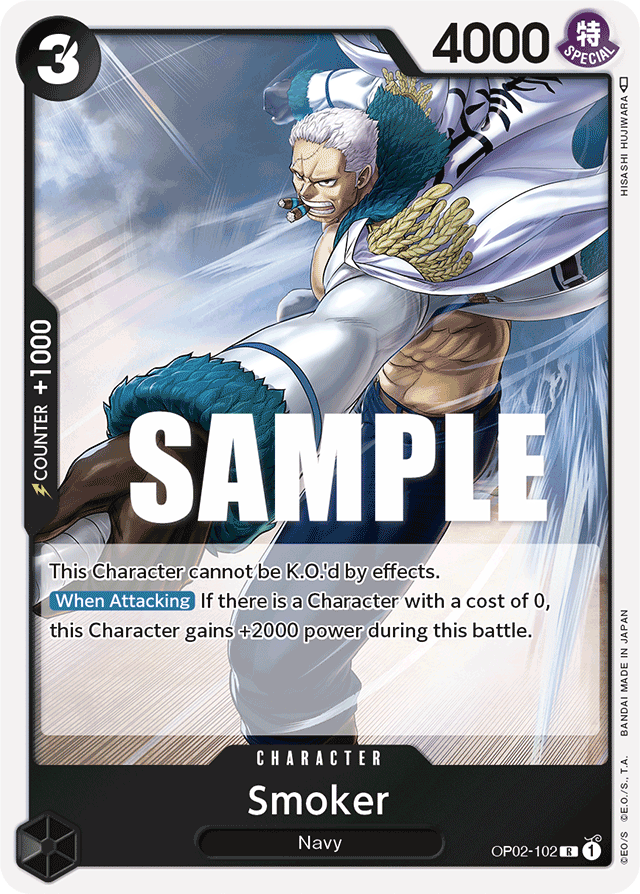 3
4000
特
SPECIAL
HISASHI HUJIWARA
COUNTER +1000
SAMPLE
This Character cannot be K.O.'d by effects.
When Attacking If there is a Character with a cost of 0,
this Character gains +2000 power during this battle.
CHARACTER
Smoker
Navy
OP02-102 R 1
©EO/S ©E.O./S., T.A. BANDAI MADE IN JAPAN